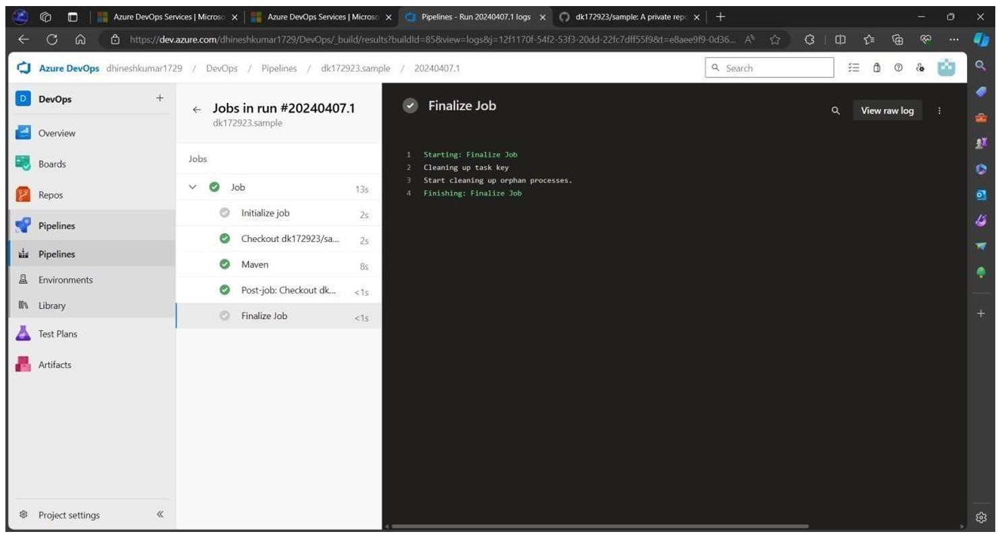 Azure DevOps Services | Microso
Azure DevOps Services | Microso
Pipelines - Run 20240407.1 logs
dk172923/sample: A private repo
https://dev.azure.com/dhineshkumar1729/DevOps/_build/results?buildId=85&view=logs&j=12f1170f-54f2-53f3-20dd-22fc7dff55f9&t=e8aee9f9-0d36...
Azure DevOps dhineshkumar1729 / DevOps / Pipelines / dk172923.sample / 20240407.1
Search
D DevOps
Overview
Boards
Repos
Pipelines
Pipelines
Environments
Library
Test Plans
Artifacts
Project settings
Jobs in run #20240407.1
dk172923.sample
Jobs
Job 13s
Initialize job 2s
Checkout dk172923/sa... 2s
Maven 8s
Post-job: Checkout dk... <1s
Finalize Job <1s
Finalize Job
View raw log
1 Starting: Finalize Job
2 Cleaning up task key
3 Start cleaning up orphan processes.
4 Finishing: Finalize Job